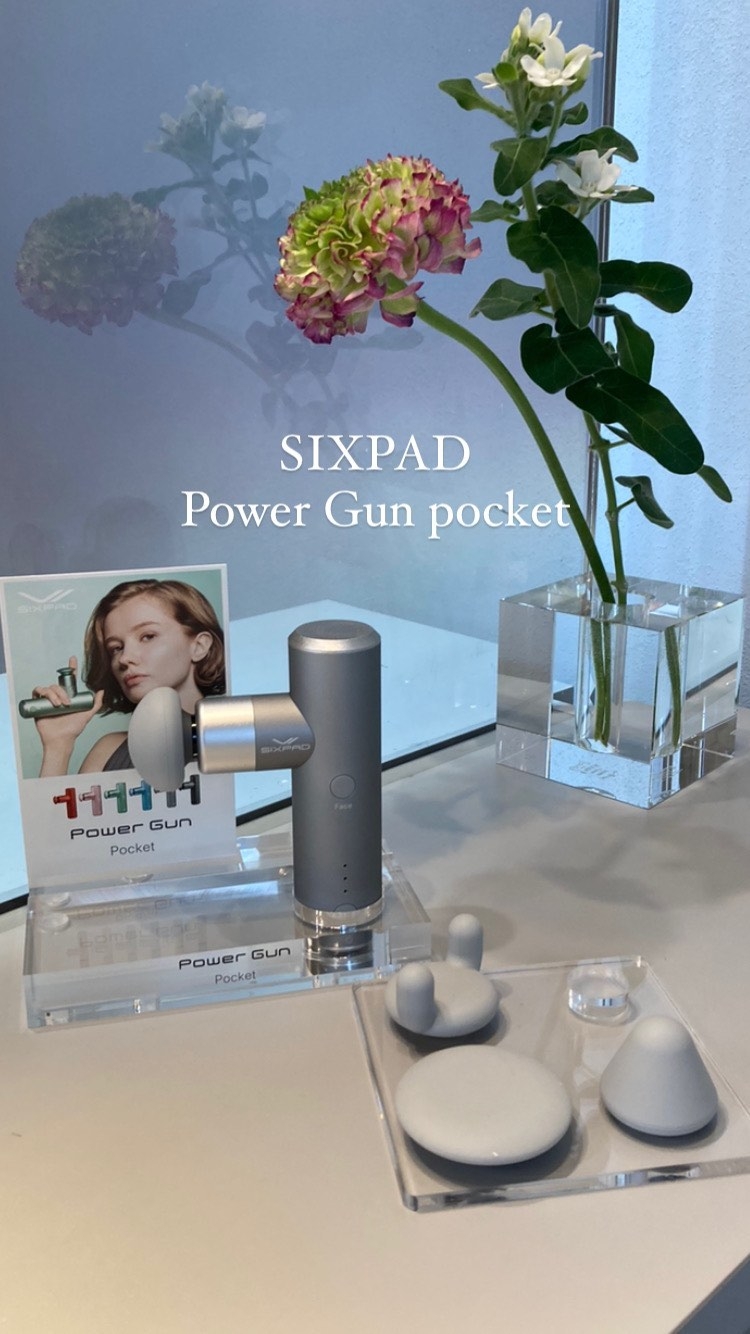 SIXPAD
Power Gun pocket
SIXPAD
SIXPAD
Face
Power Gun
Pocket
Power Gun
Pocket